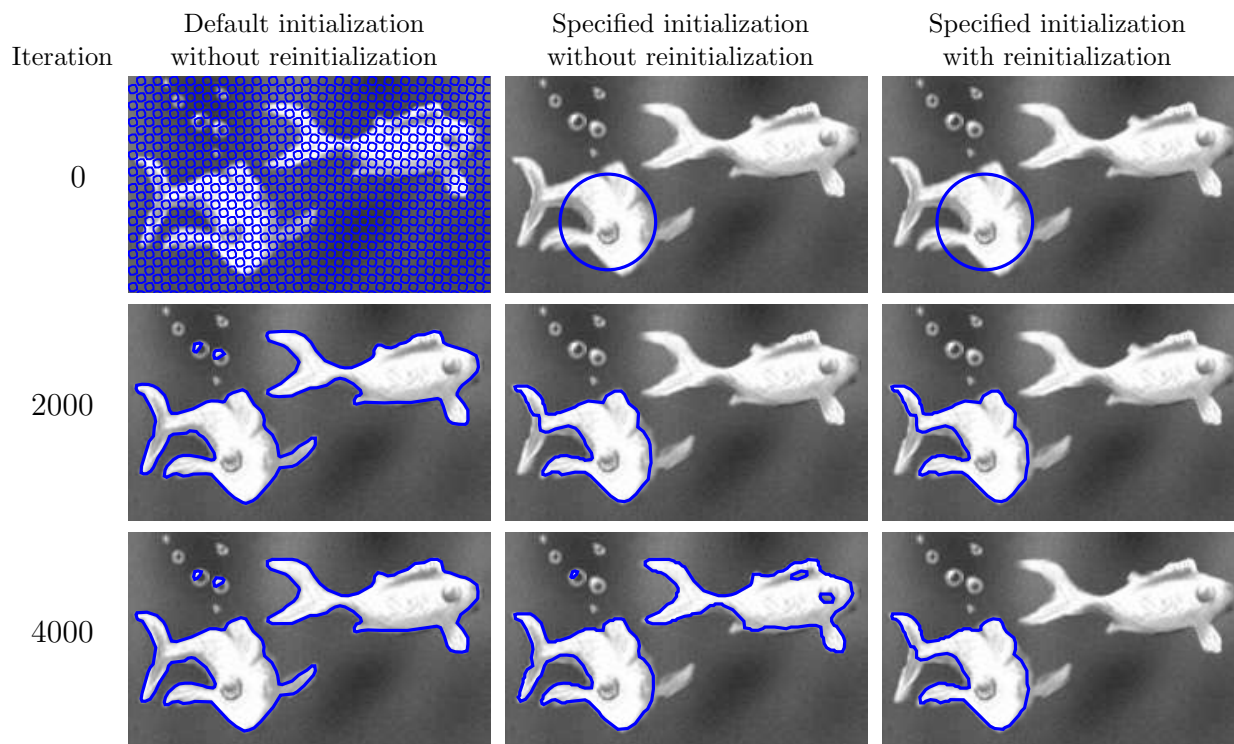 Default initialization
without reinitialization
Specified initialization
without reinitialization
Specified initialization
with reinitialization
Iteration
0
2000
4000